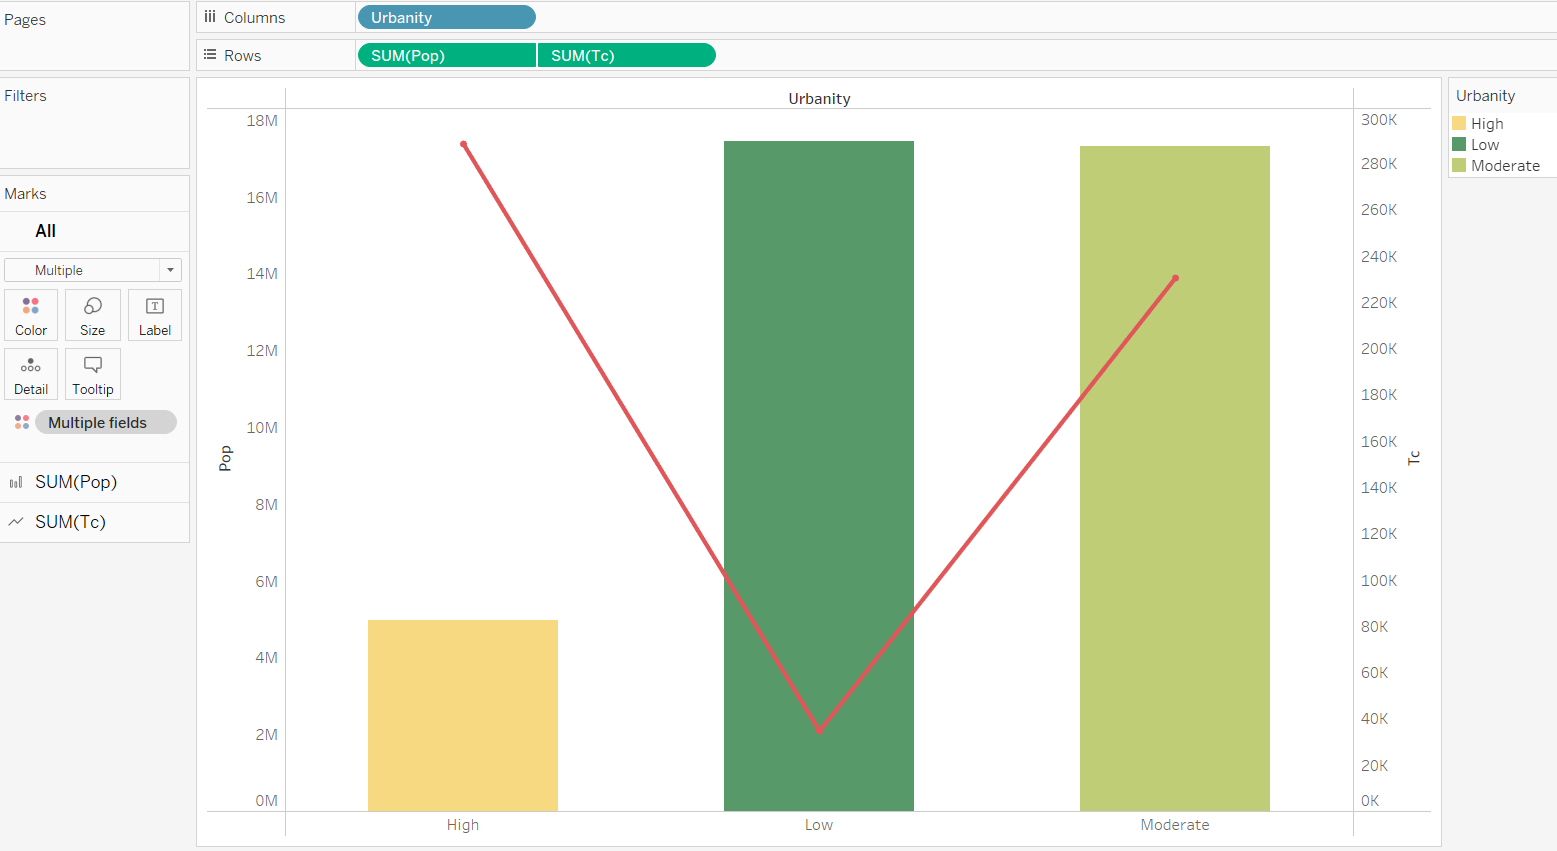 Pages
Columns
Urbanity
Rows
SUM(Pop)
SUM(Tc)
Filters
Marks
All
Multiple
Color
Size
T
Label
Detail
Tooltip
Multiple fields
SUM(Pop)
SUM(Tc)
Urbanity
Pop
18M
16M
14M
12M
10M
8M
6M
4M
2M
0M
High
Low
Moderate
300K
280K
260K
240K
220K
200K
180K
160K
140K
120K
100K
80K
60K
40K
20K
0K
Tc
Urbanity
High
Low
Moderate